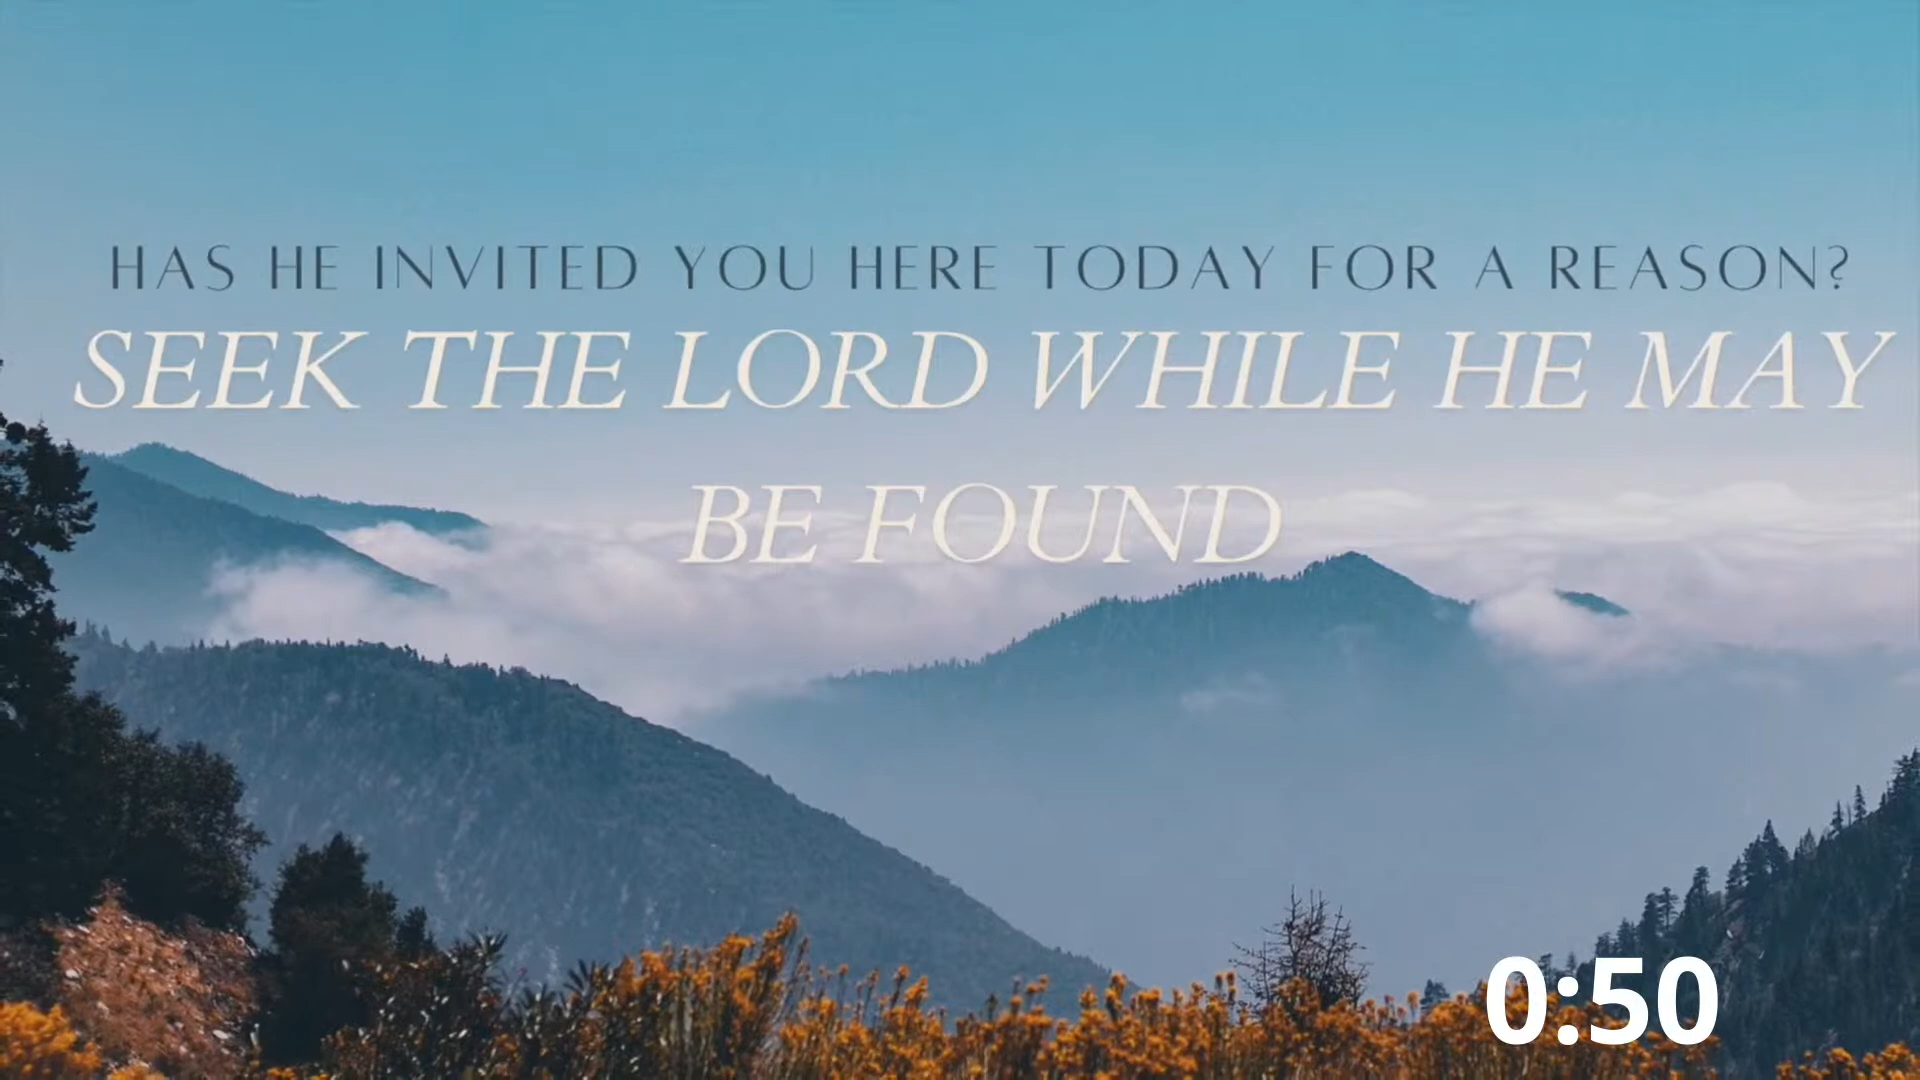 HAS HE INVITED YOU HERE TODAY FOR A REASON?
SEEK THE LORD WHILE HE MAY
BE FOUND
0:50